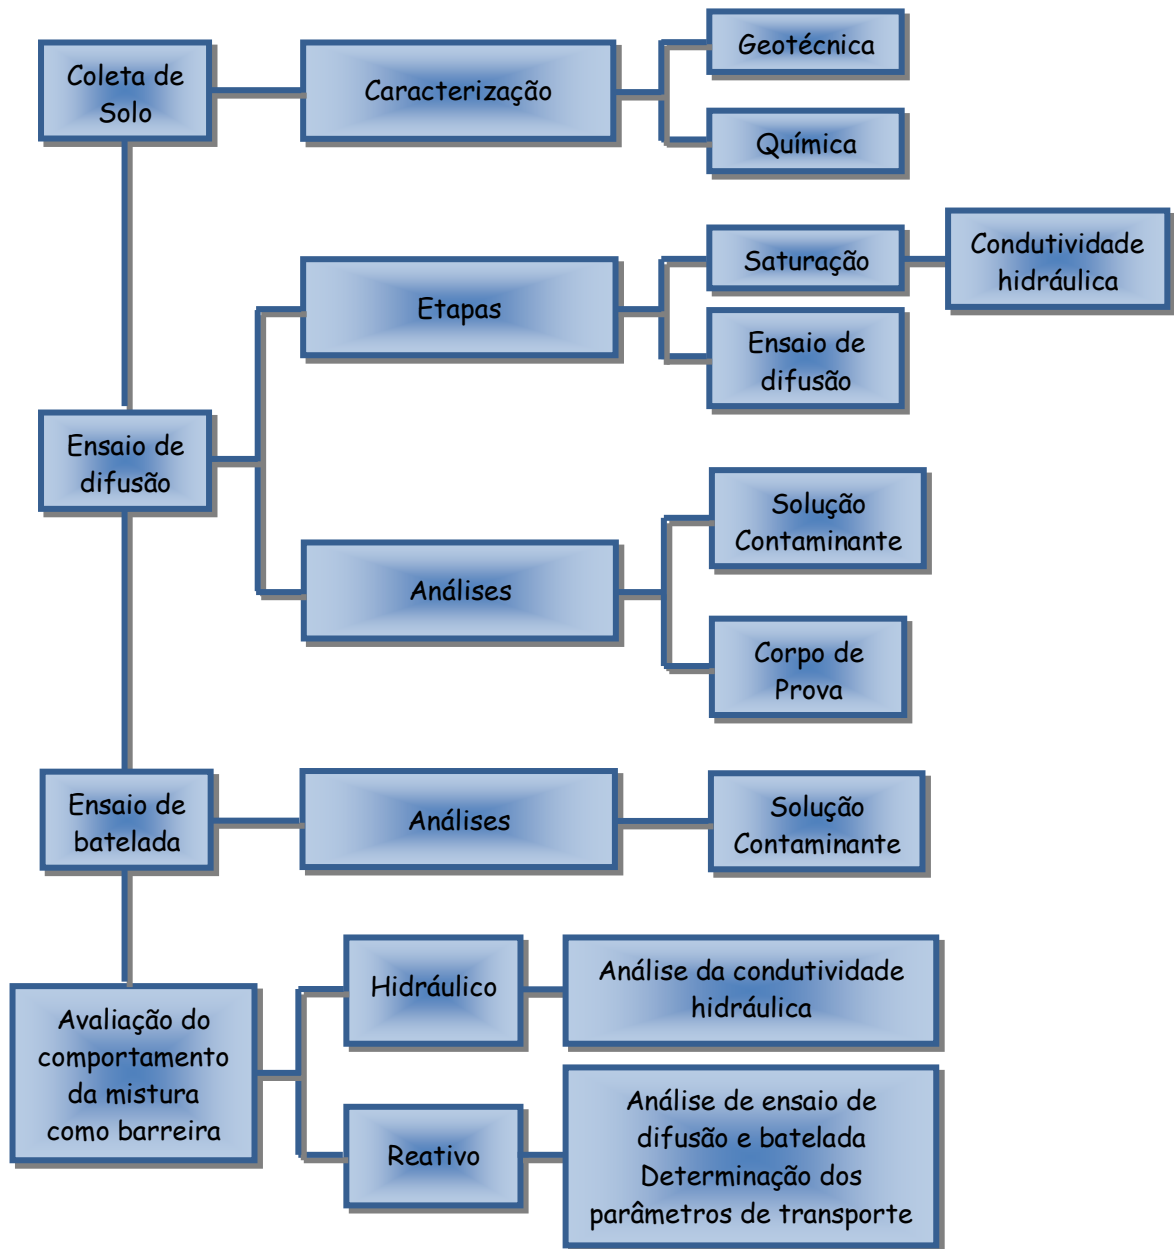 Coleta de
Solo
Caracterização
Geotécnica
Química
Ensaio de
difusão
Etapas
Saturação
Condutividade
hidráulica
Ensaio de
difusão
Análises
Solução
Contaminante
Corpo de
Prova
Ensaio de
batelada
Análises
Solução
Contaminante
Avaliação do
comportamento
da mistura
como barreira
Hidráulico
Análise da condutividade
hidráulica
Reativo
Análise de ensaio de
difusão e batelada
Determinação dos
parâmetros de transporte